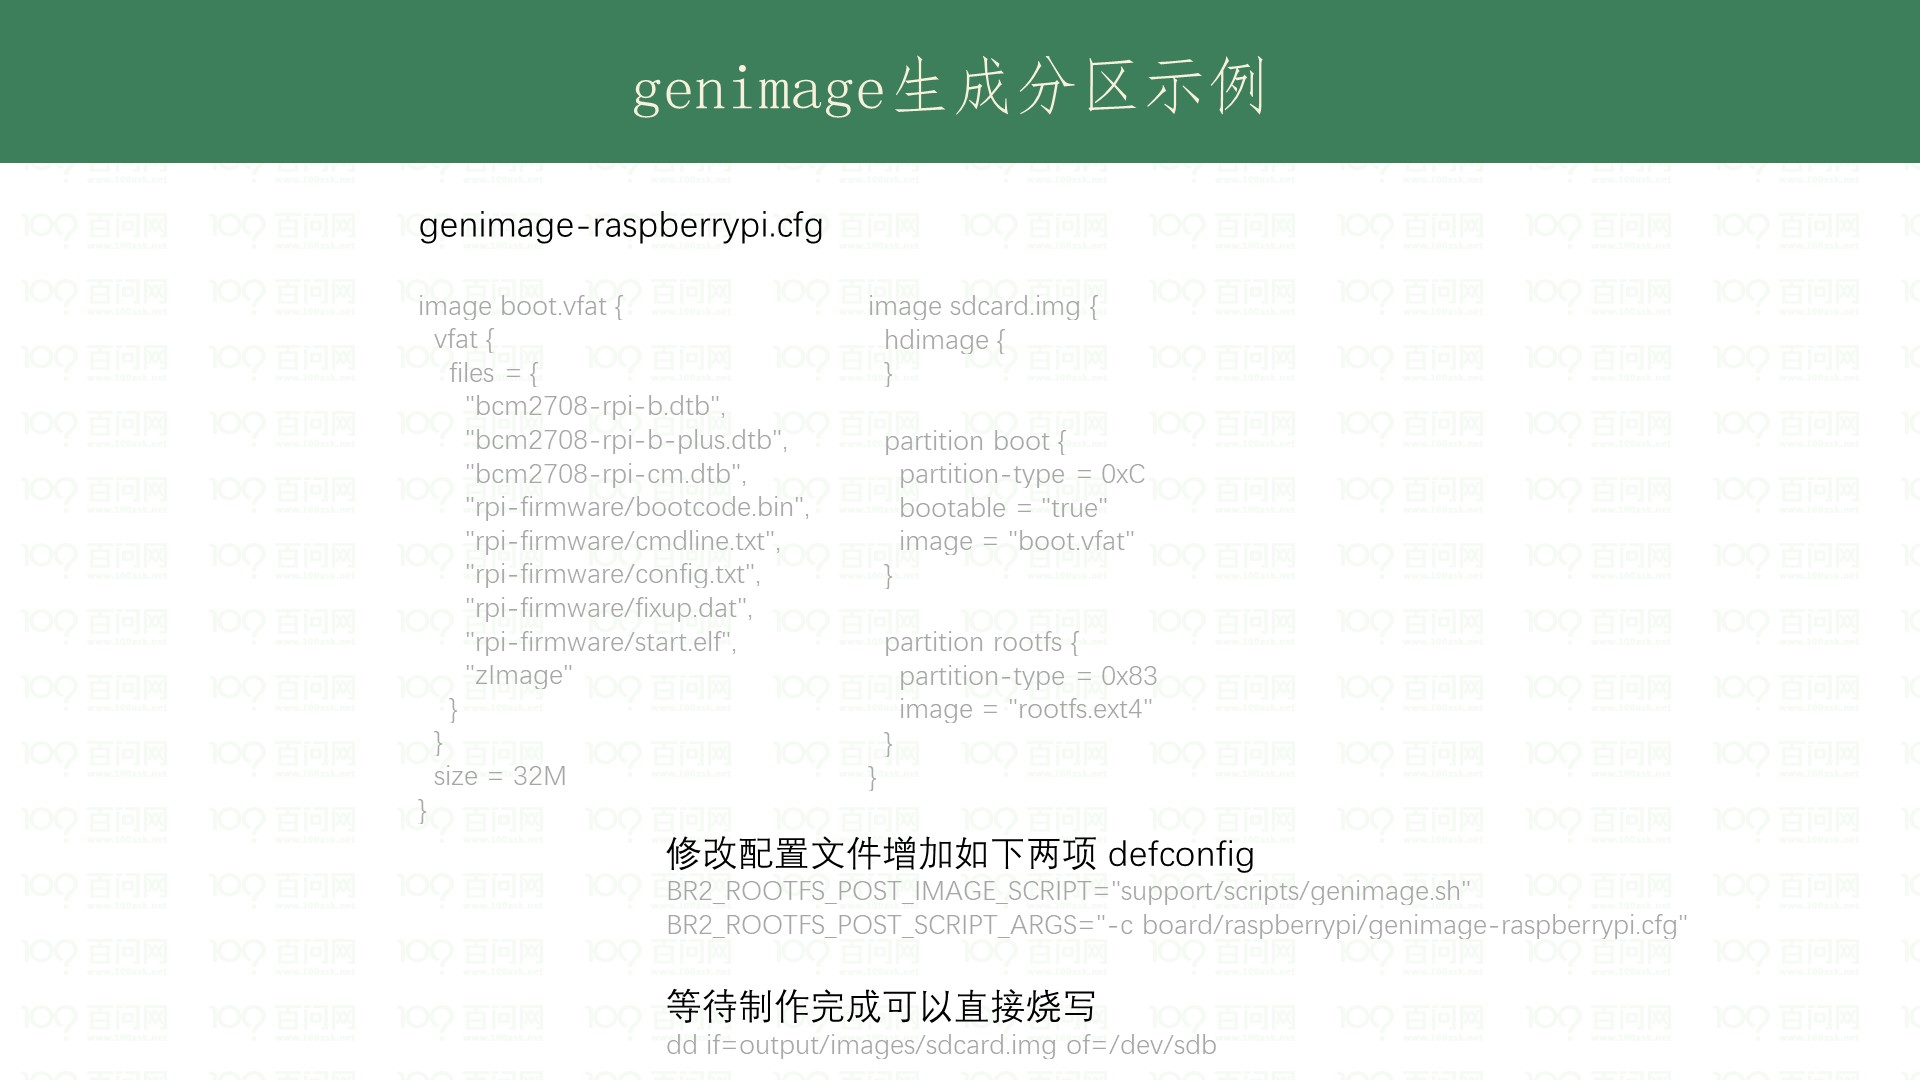 genimage生成分区示例
genimage-raspberrypi.cfg
image boot.vfat {
vfat {
files = {
"bcm2708-rpi-b.dtb",
"bcm2708-rpi-b-plus.dtb",
"bcm2708-rpi-cm.dtb",
"rpi-firmware/bootcode.bin",
"rpi-firmware/cmdline.txt",
"rpi-firmware/config.txt",
"rpi-firmware/fixup.dat",
"rpi-firmware/start.elf",
"zImage"
}
}
size = 32M
}
image sdcard.img {
hdimage {
}
partition boot {
partition-type = 0xC
bootable = "true"
image = "boot.vfat"
}
partition rootfs {
partition-type = 0x83
image = "rootfs.ext4"
}
}
修改配置文件增加如下两项 defconfig
BR2_ROOTFS_POST_IMAGE_SCRIPT="support/scripts/genimage.sh"
BR2_ROOTFS_POST_SCRIPT_ARGS="-c board/raspberrypi/genimage-raspberrypi.cfg"
等待制作完成可以直接烧写
dd if=output/images/sdcard.img of=/dev/sdb